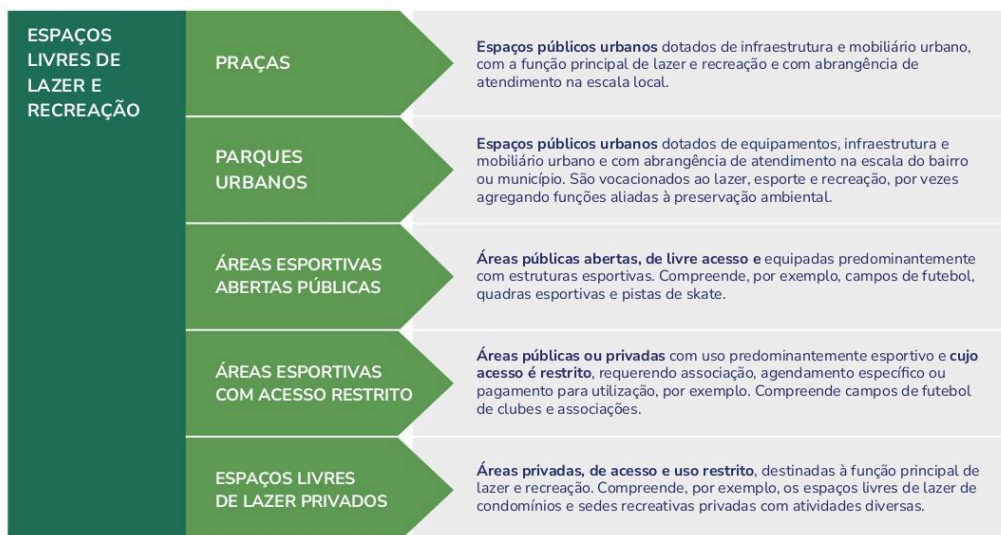 ESPAÇOS
LIVRES DE
LAZER E
RECREAÇÃO
PRAÇAS
Espaços públicos urbanos dotados de infraestrutura e mobiliário urbano,
com a função principal de lazer e recreação e com abrangência de
atendimento na escala local.
PARQUES
URBANOS
Espaços públicos urbanos dotados de equipamentos, infraestrutura e
mobiliário urbano e com abrangência de atendimento na escala do bairro
ou município. São vocacionados ao lazer, esporte e recreação, por vezes
agregando funções aliadas à preservação ambiental.
ÁREAS ESPORTIVAS
ABERTAS PÚBLICAS
Áreas públicas abertas, de livre acesso e equipadas predominantemente
com estruturas esportivas. Compreende, por exemplo, campos de futebol,
quadras esportivas e pistas de skate.
ÁREAS ESPORTIVAS
COM ACESSO RESTRITO
Áreas públicas ou privadas com uso predominantemente esportivo e cujo
acesso é restrito, requerendo associação, agendamento específico ou
pagamento para utilização, por exemplo. Compreende campos de futebol
de clubes e associações.
ESPAÇOS LIVRES
DE LAZER PRIVADOS
Áreas privadas, de acesso e uso restrito, destinadas à função principal de
lazer e recreação. Compreende, por exemplo, os espaços livres de lazer de
condomínios e sedes recreativas privadas com atividades diversas.